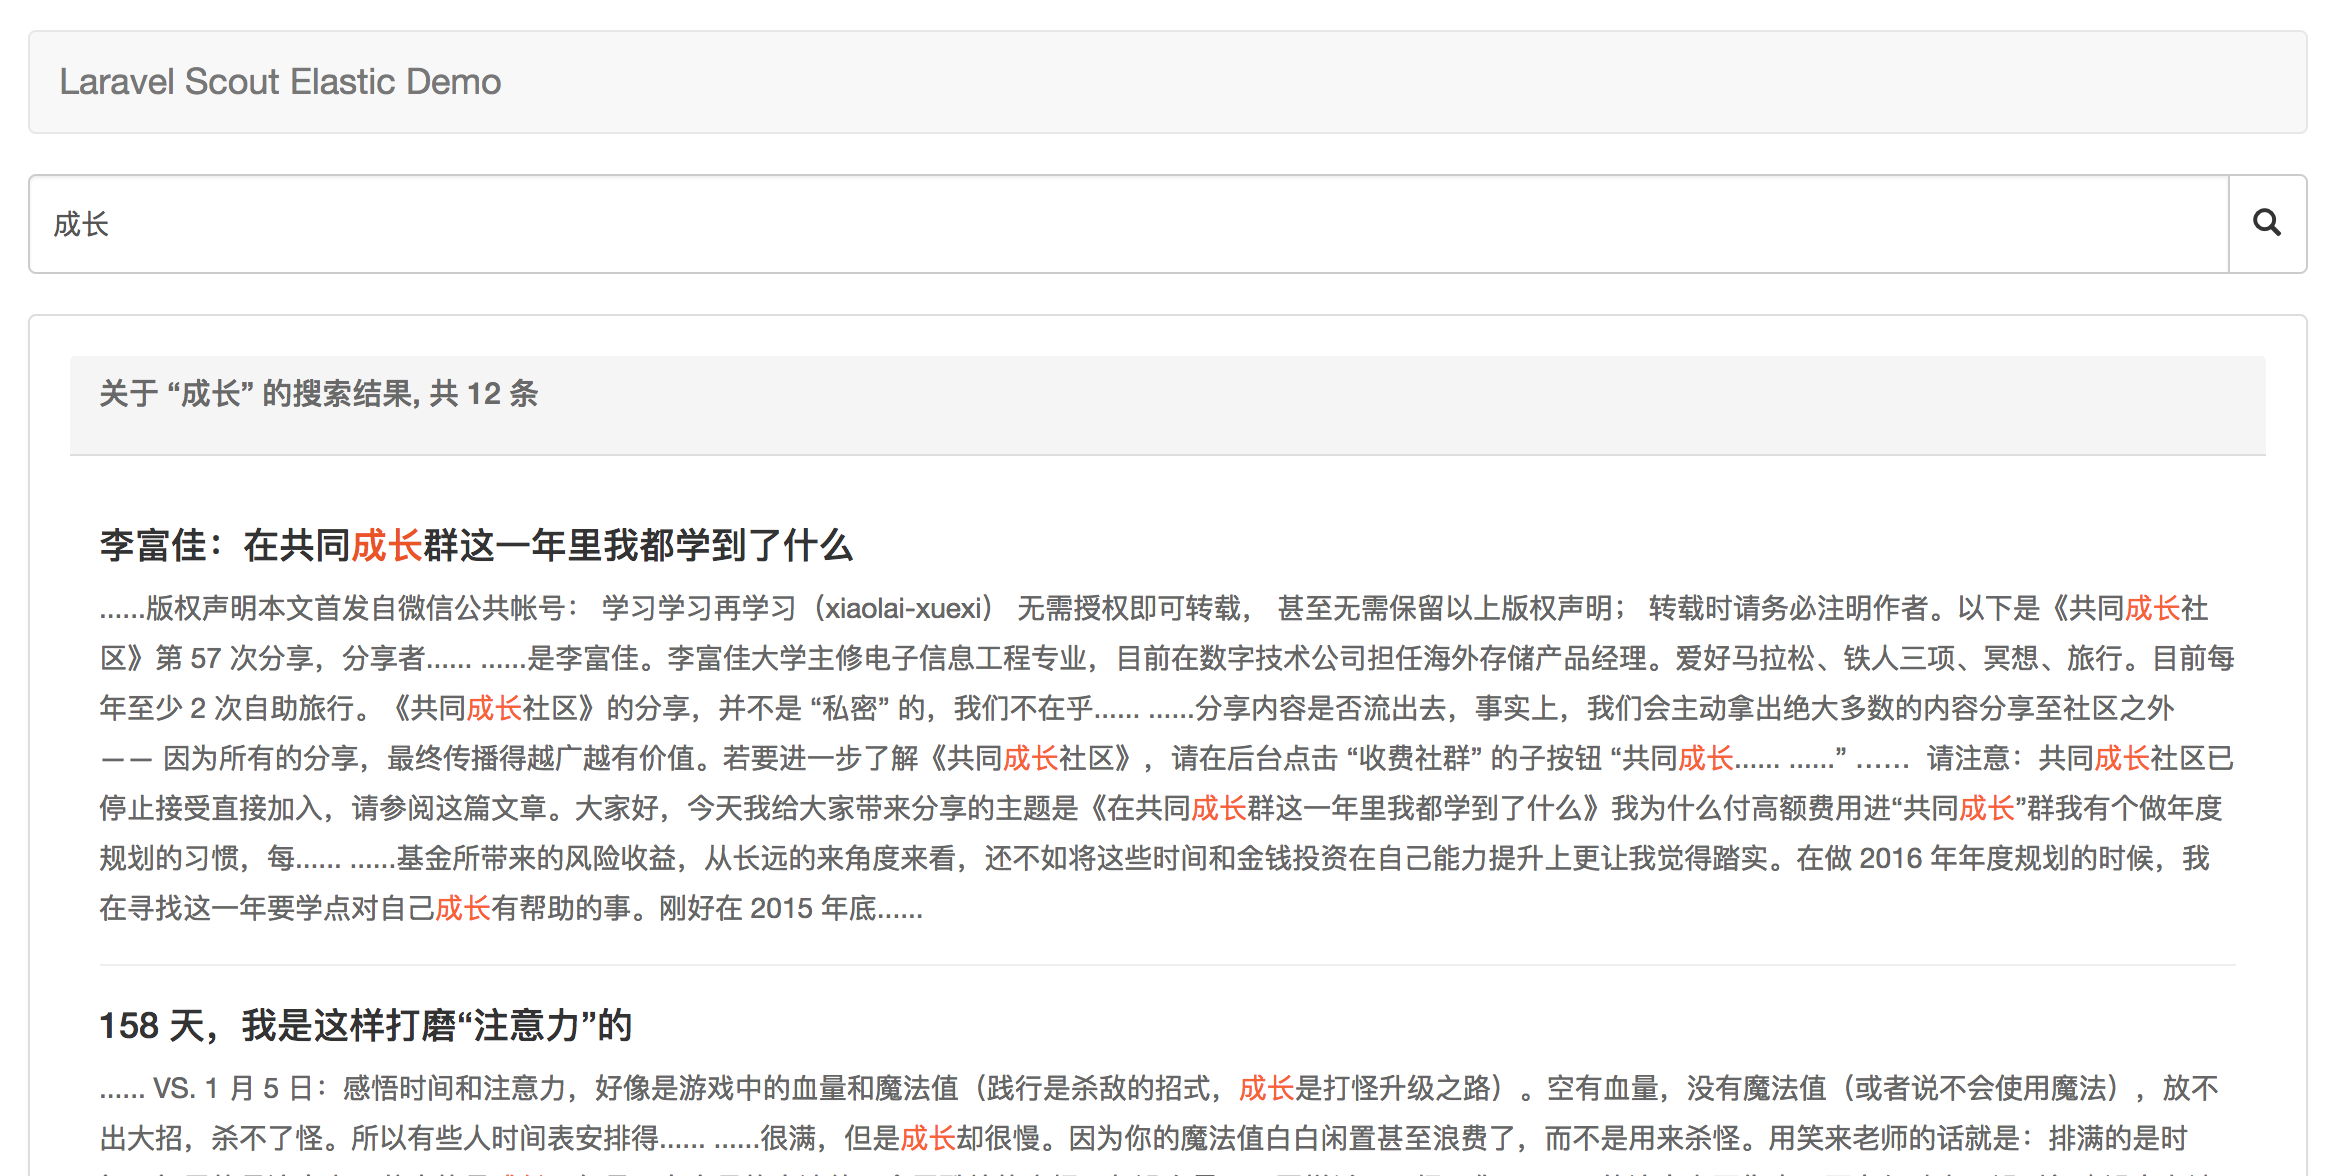 Laravel Scout Elastic Demo
成长
关于 “成长” 的搜索结果, 共 12 条
李富佳：在共同成长群这一年里我都学到了什么
......版权声明本文首发自微信公共帐号： 学习学习再学习（xiaolai-xuexi） 无需授权即可转载， 甚至无需保留以上版权声明； 转载时请务必注明作者。以下是《共同成长社
区》第 57 次分享，分享者...... ......是李富佳。李富佳大学主修电子信息工程专业，目前在数字技术公司担任海外存储产品经理。爱好马拉松、铁人三项、冥想、旅行。目前每
年至少 2 次自助旅行。《共同成长社区》的分享，并不是 “私密” 的，我们不在乎...... ......分享内容是否流出去，事实上，我们会主动拿出绝大多数的内容分享至社区之外
—— 因为所有的分享，最终传播得越广越有价值。若要进一步了解《共同成长社区》，请在后台点击 “收费社群” 的子按钮 “共同成长...... ......” …… 请注意：共同成长社区已
停止接受直接加入，请参阅这篇文章。大家好，今天我给大家带来分享的主题是《在共同成长群这一年里我都学到了什么》我为什么付高额费用进“共同成长”群我有个做年度
规划的习惯，每...... ......基金所带来的风险收益，从长远的来角度来看，还不如将这些时间和金钱投资在自己能力提升上更让我觉得踏实。在做 2016 年年度规划的时候，我
在寻找这一年要学点对自己成长有帮助的事。刚好在 2015 年底......
158 天，我是这样打磨“注意力”的
...... VS. 1 月 5 日：感悟时间和注意力，好像是游戏中的血量和魔法值（践行是杀敌的招式，成长是打怪升级之路）。空有血量，没有魔法值（或者说不会使用魔法），放不
出大招，杀不了怪。所以有些人时间表安排得...... ......很满，但是成长却很慢。因为你的魔法值白白闲置甚至浪费了，而不是用来杀怪。用笑来老师的话就是：排满的是时